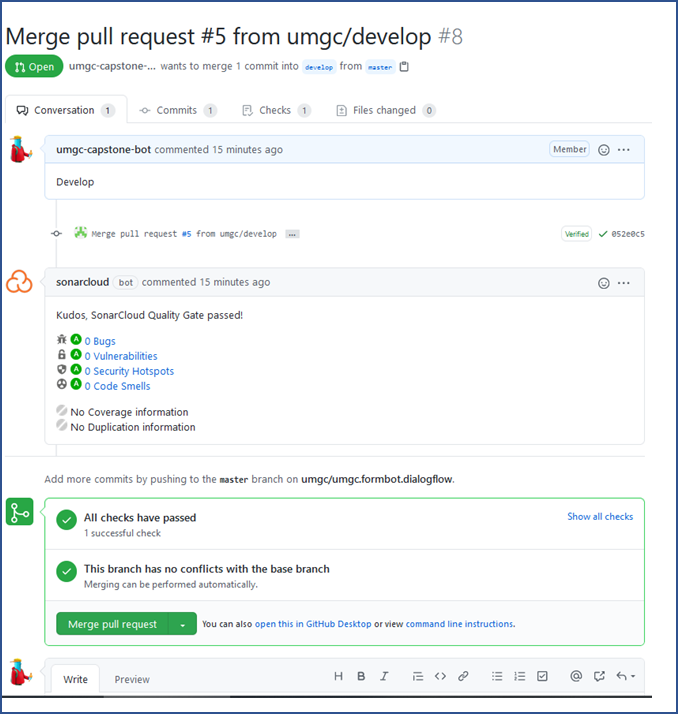 Merge pull request #5 from umgc/develop #8
Open umgc-capstone-... wants to merge 1 commit into develop from master
Conversation 1 Commits 1 Checks 1 Files changed 0
umgc-capstone-bot commented 15 minutes ago Member ...
Develop
Merge pull request #5 from umgc/develop ... Verified 052e0c5
sonarcloud bot commented 15 minutes ago ...
Kudos, SonarCloud Quality Gate passed!
A 0 Bugs
A 0 Vulnerabilities
A 0 Security Hotspots
A 0 Code Smells
No Coverage information
No Duplication information
Add more commits by pushing to the master branch on umgc/umgc.formbot.dialogflow.
All checks have passed Show all checks
1 successful check
This branch has no conflicts with the base branch
Merging can be performed automatically.
Merge pull request You can also open this in GitHub Desktop or view command line instructions.
Write Preview H B I